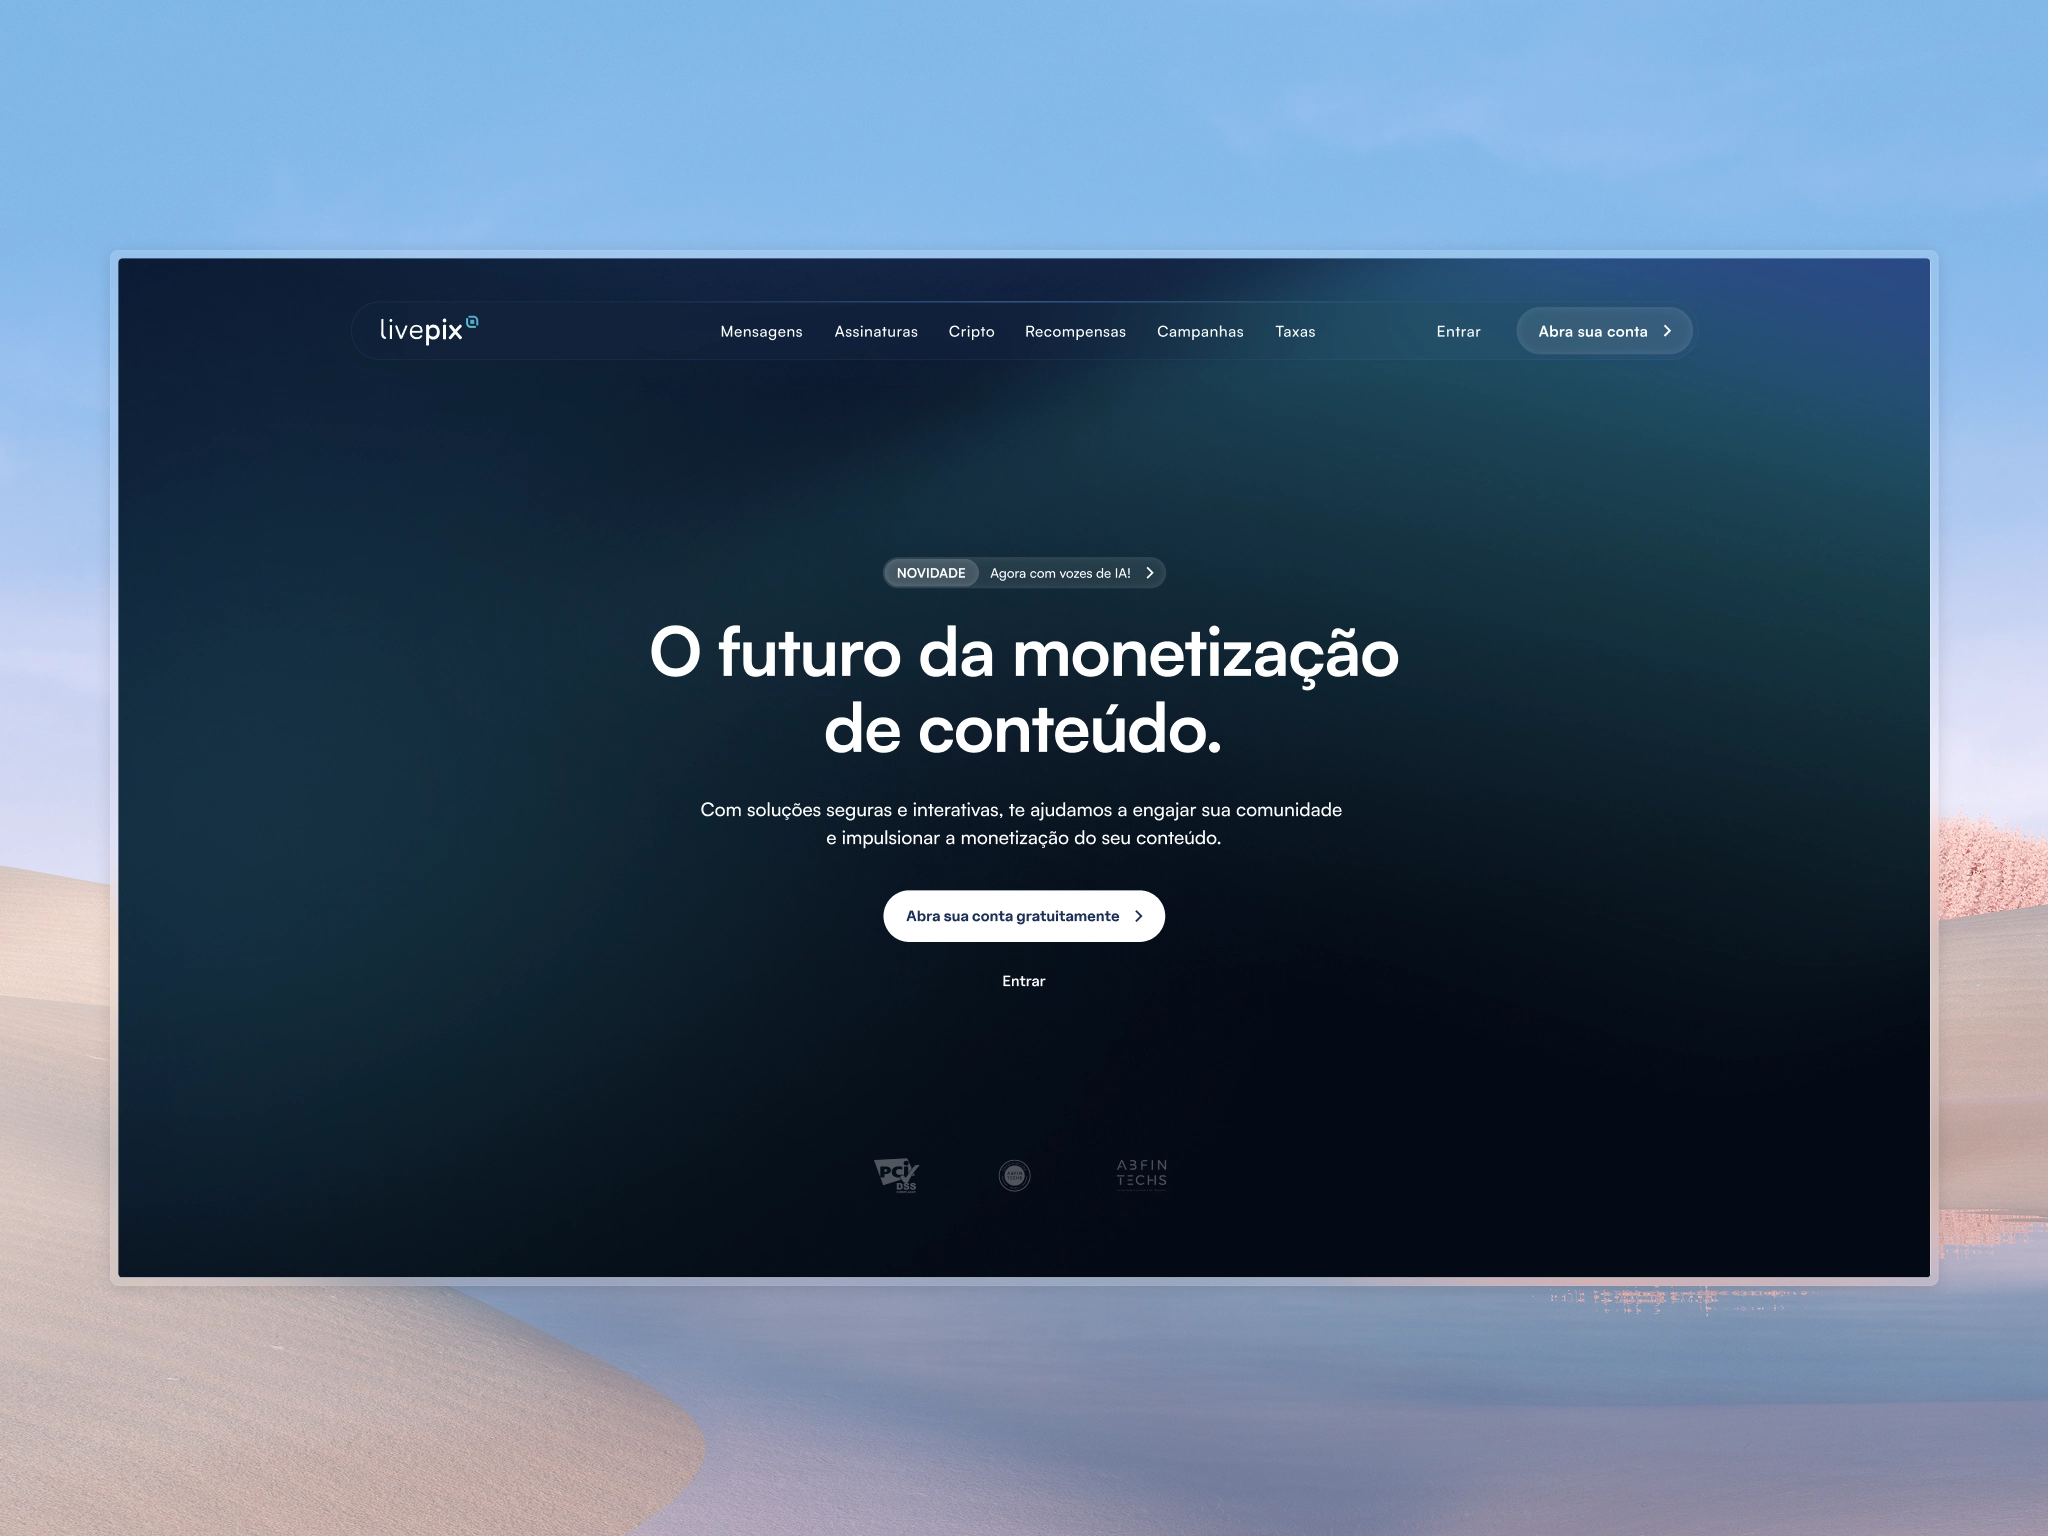 livepix
Mensagens Assinaturas Cripto Recompensas Campanhas Taxas Entrar Abra sua conta
NOVIDADE Agora com vozes de IA!
O futuro da monetização
de conteúdo.
Com soluções seguras e interativas, te ajudamos a engajar sua comunidade
e impulsionar a monetização do seu conteúdo.
Abra sua conta gratuitamente
Entrar
PCi
DSS
ABFIN
TECHS